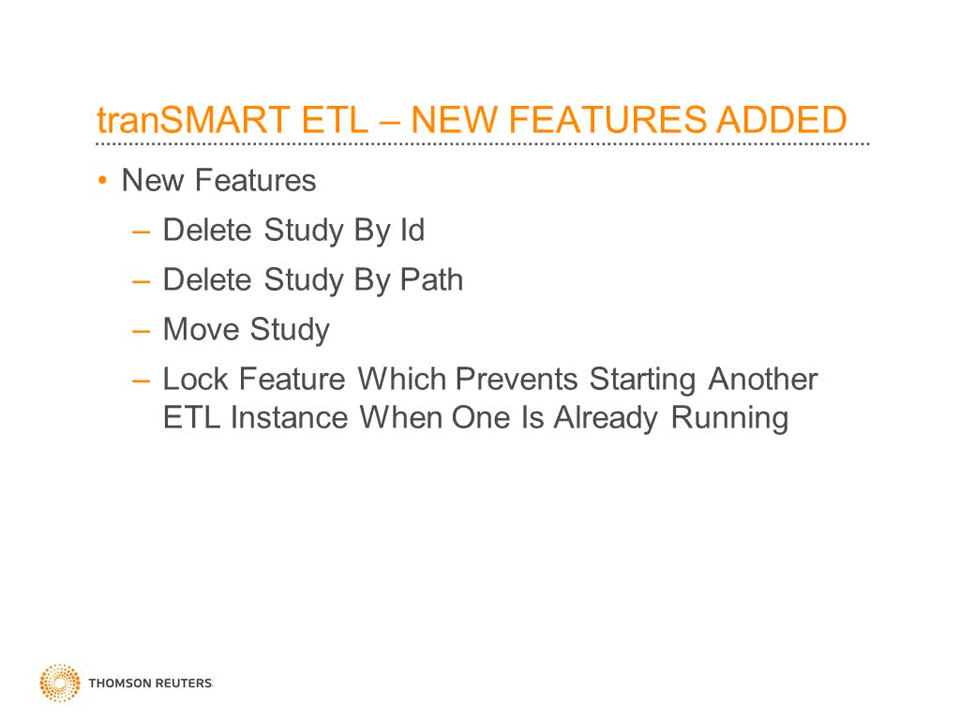 tranSMART ETL – NEW FEATURES ADDED
• New Features
– Delete Study By Id
– Delete Study By Path
– Move Study
– Lock Feature Which Prevents Starting Another
ETL Instance When One Is Already Running
THOMSON REUTERS